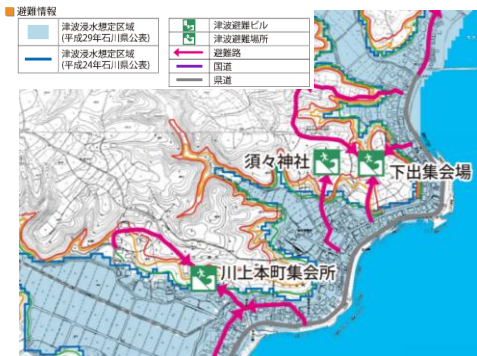 避難情報
津波浸水想定区域
(平成29年石川県公表)
津波浸水想定区域
(平成24年石川県公表)
津波避難ビル
津波避難場所
避難路
国道
県道
須々神社
下出集会場
川上本町集会所